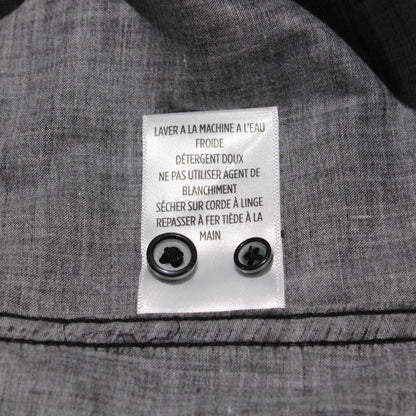 LAVER A LA MACHINE A L'EAU
FROIDE
DÉTERGENT DOUX
NE PAS UTILISER AGENT DE
BLANCHIMENT
SÉCHER SUR CORDE À LINGE
REPASSER À FER TIÈDE À LA
MAIN